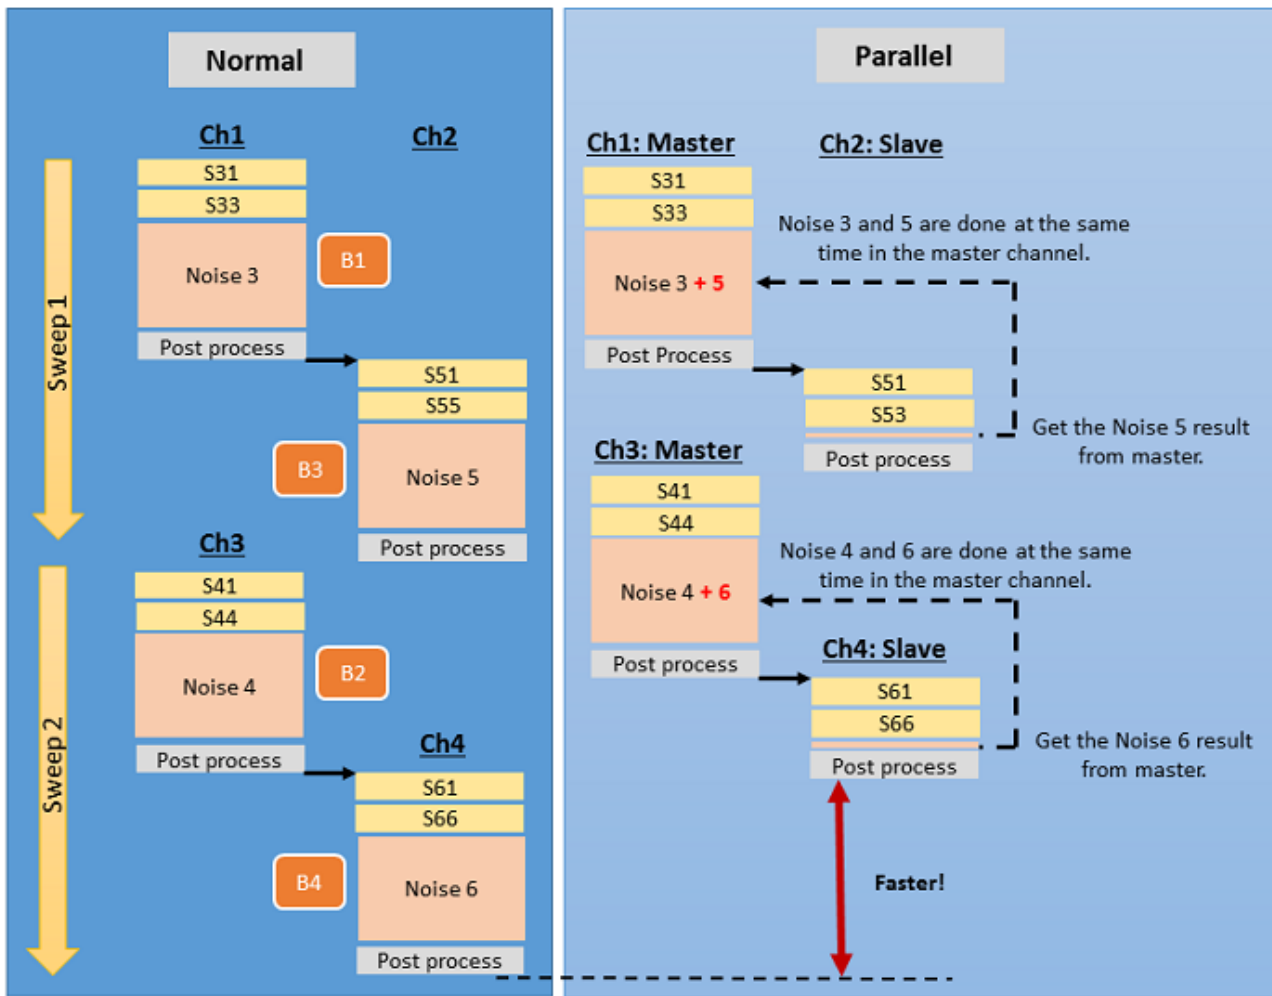 Normal
Ch1
Ch2
S31
S33
Noise 3
B1
Post process
S51
S55
B3
Noise 5
Post process
Sweep 1
Ch3
S41
S44
Noise 4
B2
Post process
Ch4
S61
S66
B4
Noise 6
Post process
Sweep 2
Parallel
Ch1: Master
Ch2: Slave
S31
S33
Noise 3 + 5
Post Process
Noise 3 and 5 are done at the same
time in the master channel.
S51
S53
Post process
Get the Noise 5 result
from master.
Ch3: Master
S41
S44
Noise 4 + 6
Post process
Noise 4 and 6 are done at the same
time in the master channel.
Ch4: Slave
S61
S66
Post process
Get the Noise 6 result
from master.
Faster!